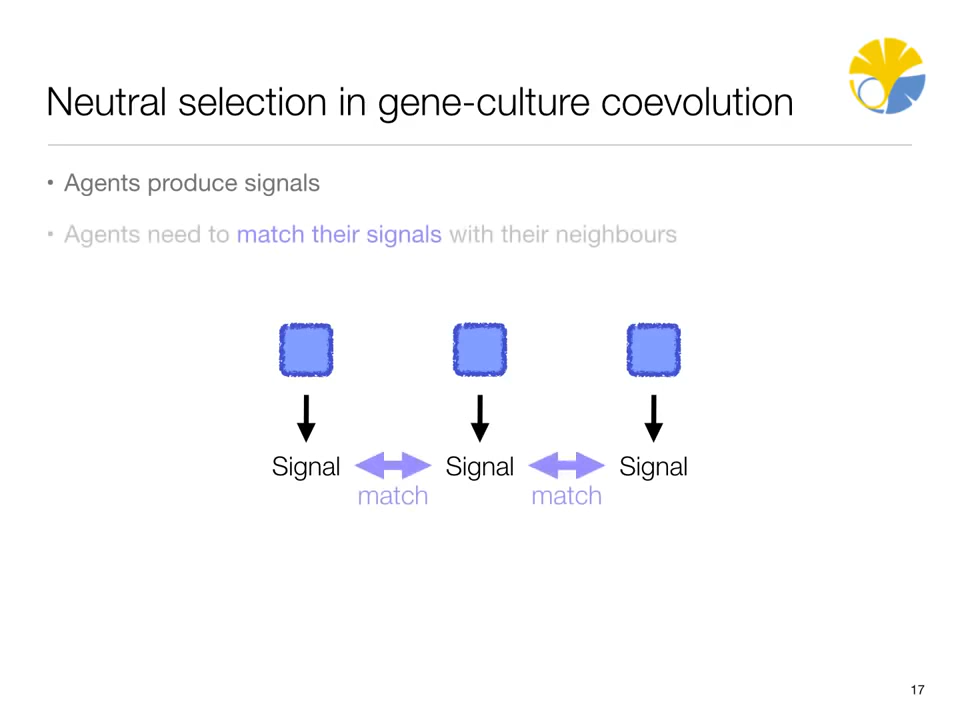 Neutral selection in gene-culture coevolution
• Agents produce signals
• Agents need to match their signals with their neighbours
Signal Signal Signal
match match
17